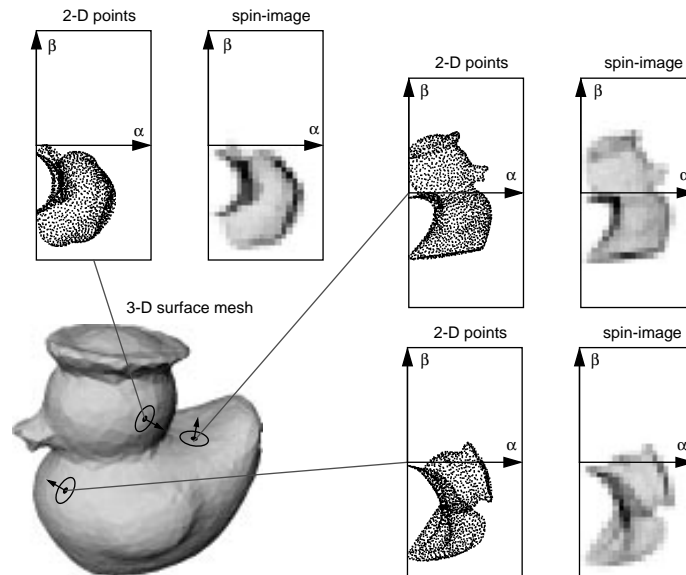 2-D points
spin-image
β
α
β
α
2-D points
spin-image
β
α
β
α
3-D surface mesh
2-D points
spin-image
β
α
β
α